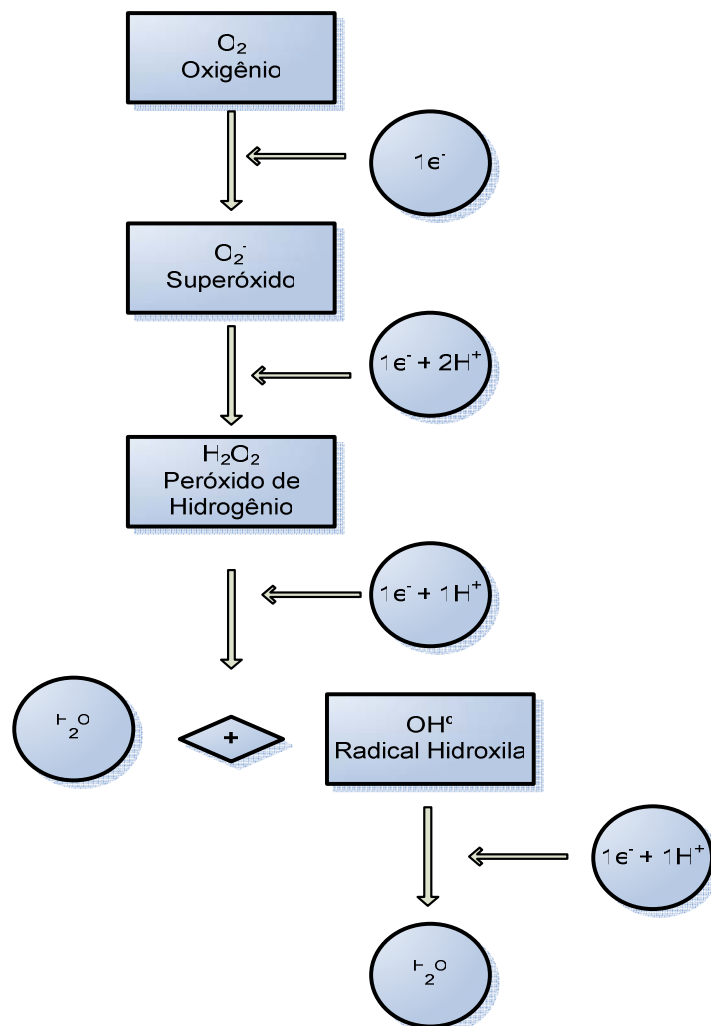 O₂
Oxigênio
1e⁻
O₂⁻
Superóxido
1e⁻ + 2H⁺
H₂O₂
Peróxido de
Hidrogênio
1e⁻ + 1H⁺
H₂O
+
OHº
Radical Hidroxila
1e⁻ + 1H⁺
H₂O